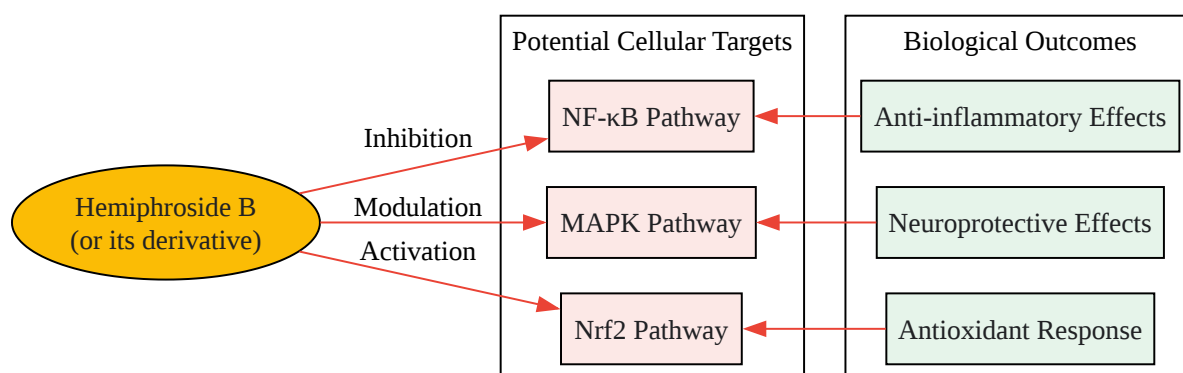 Potential Cellular Targets
Biological Outcomes
NF-κB Pathway
Anti-inflammatory Effects
Inhibition
Hemiphroside B
(or its derivative)
Modulation
MAPK Pathway
Neuroprotective Effects
Activation
Nrf2 Pathway
Antioxidant Response